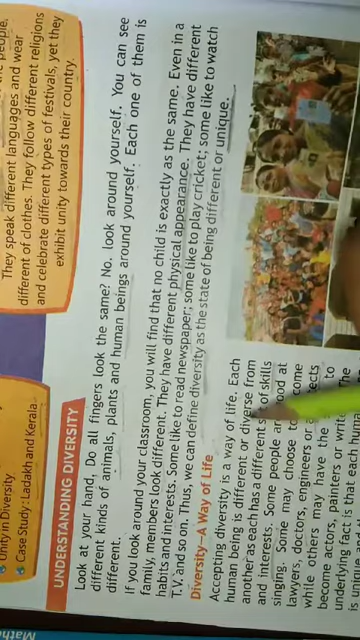 people.
They speak different languages and wear
different of clothes. They follow different religions
and celebrate different types of festivals, yet they
exhibit unity towards their country.
Unity in Diversity
Case Study : Ladakh and Kerala
UNDERSTANDING DIVERSITY
Look at your hand, Do all fingers look the same? No. look around yourself. You can see
different kinds of animals, plants and human beings around yourself. Each one of them is
different.
If you look around your classroom, you will find that no child is exactly as the same. Even in a
family, members look different. They have different physical appearance. They have different
habits and interests. Some like to read newspaper; some like to play cricket; some like to watch
T.V. and so on. Thus, we can define diversity as the state of being different or unique.
Diversity—A Way of Life
Accepting diversity is a way of life. Each
human being is different or diverse from
another as each has a different s of skills
and interests. Some people ar ood at
singing. Some may choose to come
lawyers, doctors, engineers or a tects
while others may have the to
become actors, painters or write The
underlying fact is that each
is unique and